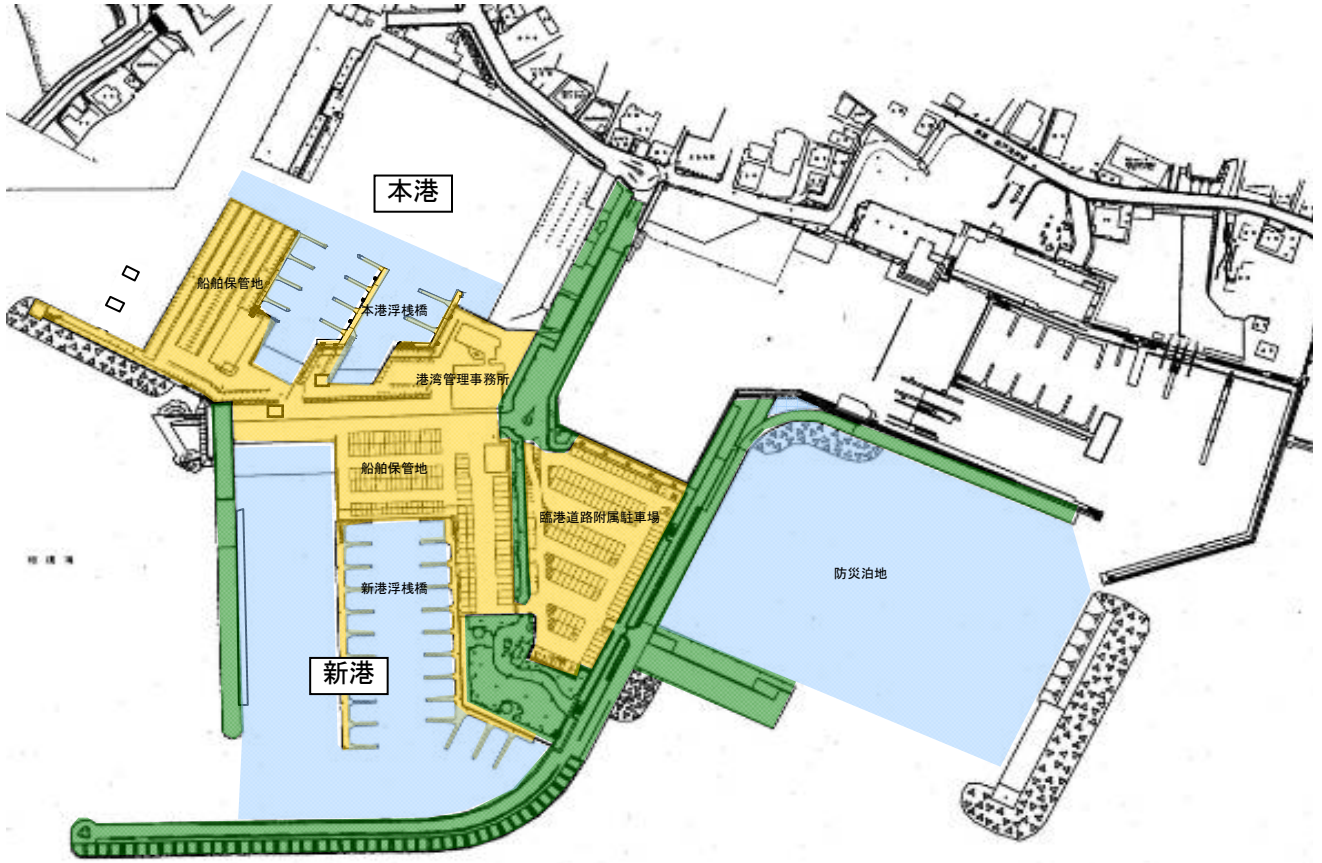 本港
船舶保管地
本港浮桟橋
港湾管理事務所
船舶保管地
臨港道路附属駐車場
防災泊地
新港浮桟橋
新港